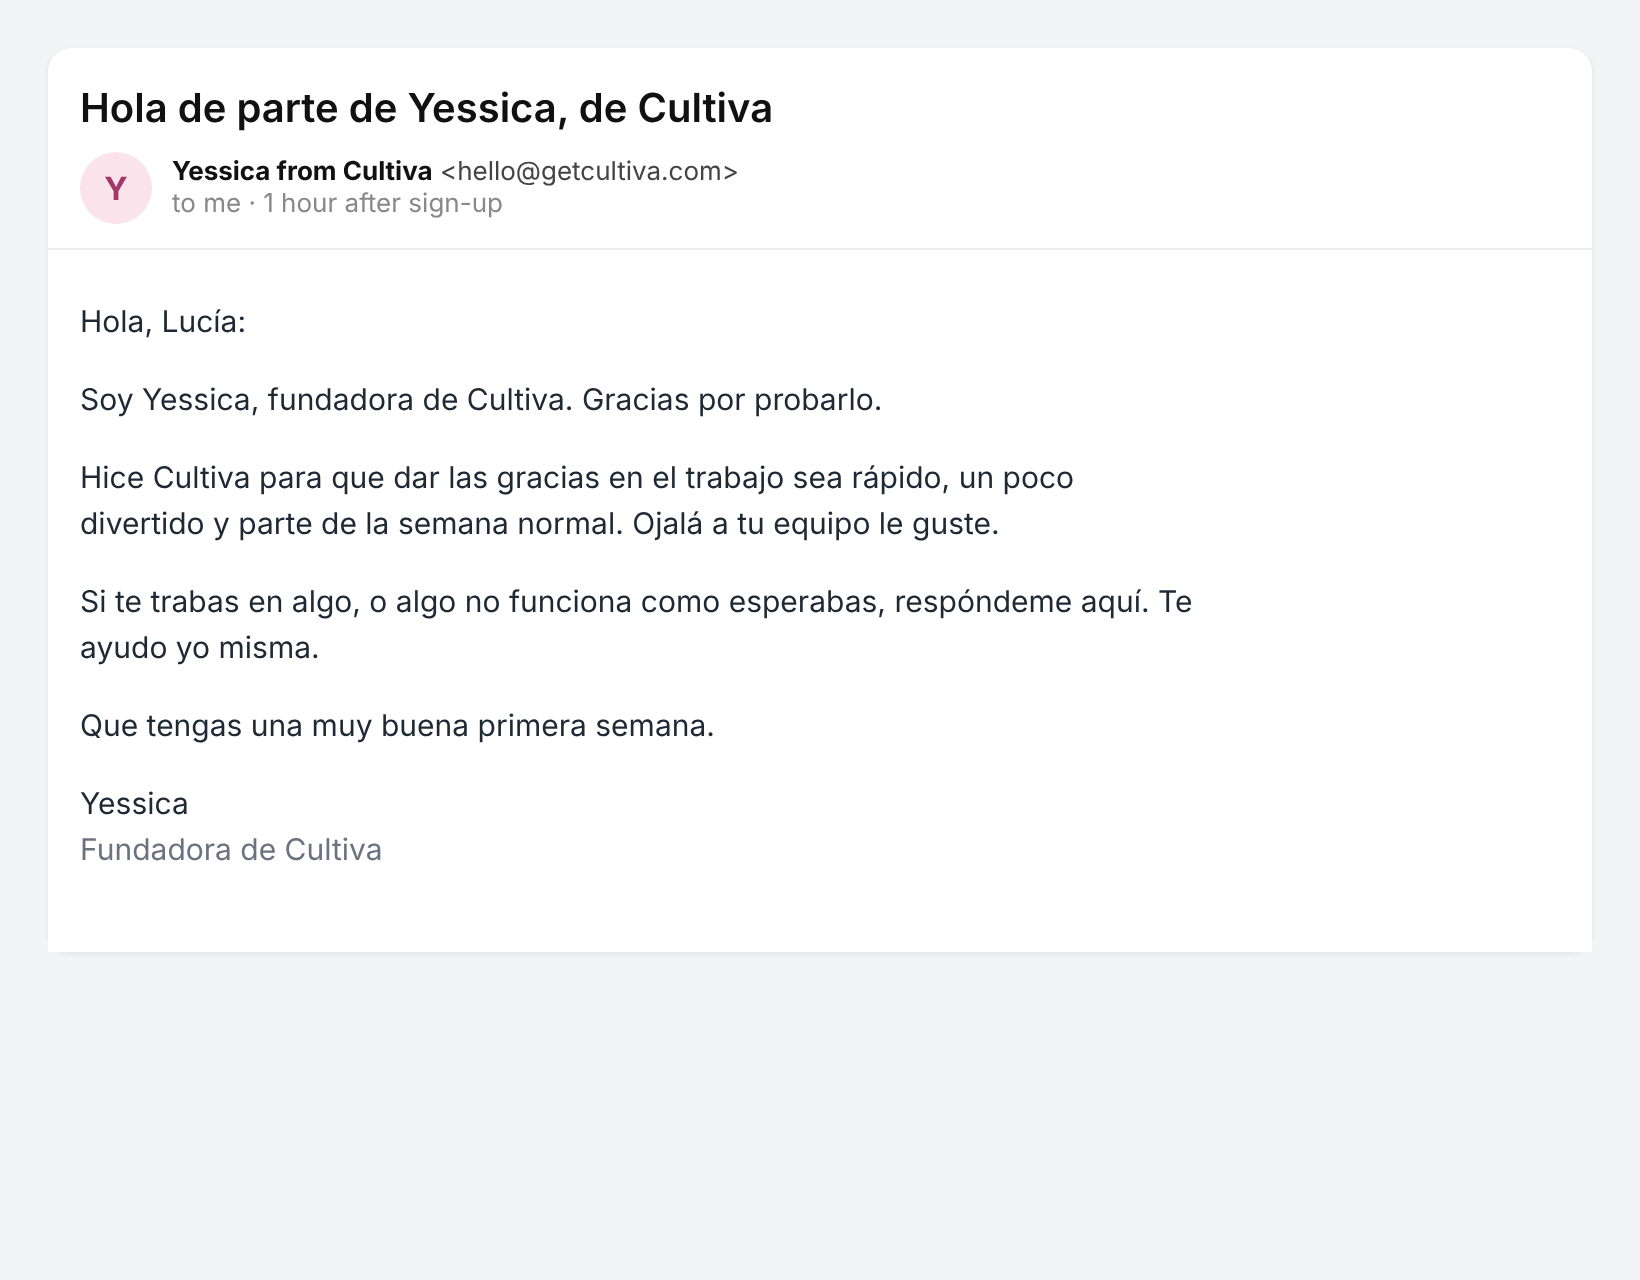 Hola de parte de Yessica, de Cultiva
Y
Yessica from Cultiva <hello@getcultiva.com>
to me · 1 hour after sign-up
Hola, Lucía:
Soy Yessica, fundadora de Cultiva. Gracias por probarlo.
Hice Cultiva para que dar las gracias en el trabajo sea rápido, un poco
divertido y parte de la semana normal. Ojalá a tu equipo le guste.
Si te trabas en algo, o algo no funciona como esperabas, respóndeme aquí. Te
ayudo yo misma.
Que tengas una muy buena primera semana.
Yessica
Fundadora de Cultiva